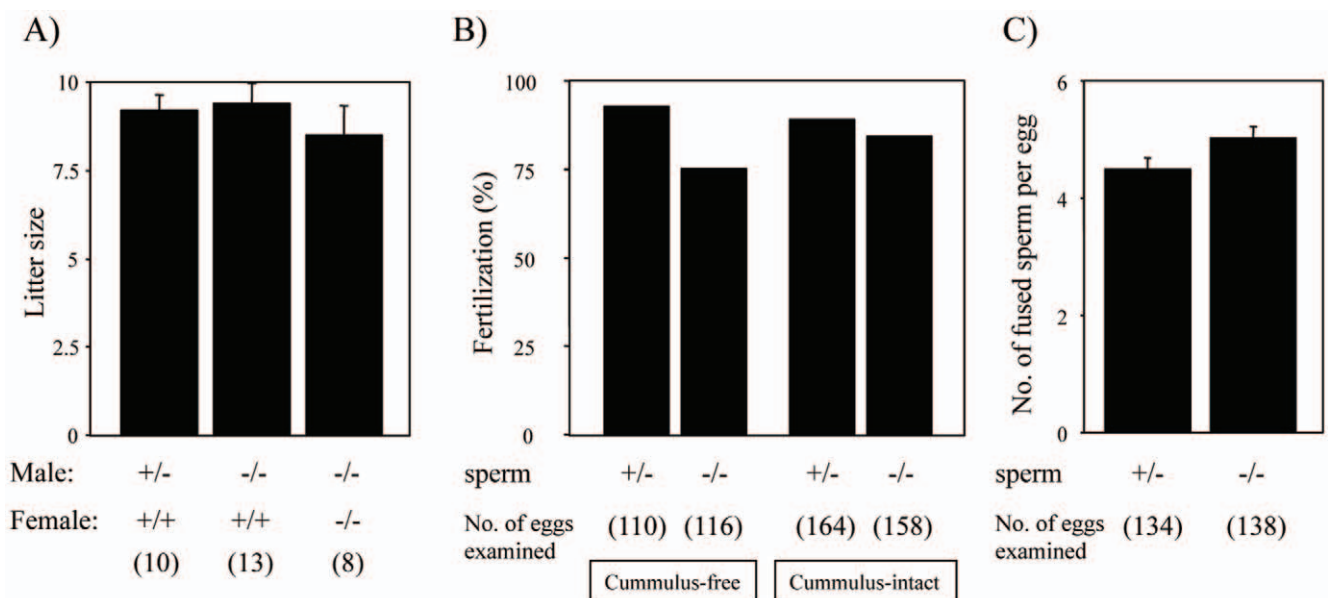 A)
Litter size
10
7.5
5
2.5
0
Male: +/- -/- -/-
Female: +/+ +/+ -/-
(10) (13) (8)
B)
Fertilization (%)
100
75
50
25
0
sperm +/- -/- +/- -/-
No. of eggs
examined
(110) (116) (164) (158)
Cummulus-free Cummulus-intact
C)
No. of fused sperm per egg
6
4
2
0
sperm +/- -/-
No. of eggs
examined
(134) (138)